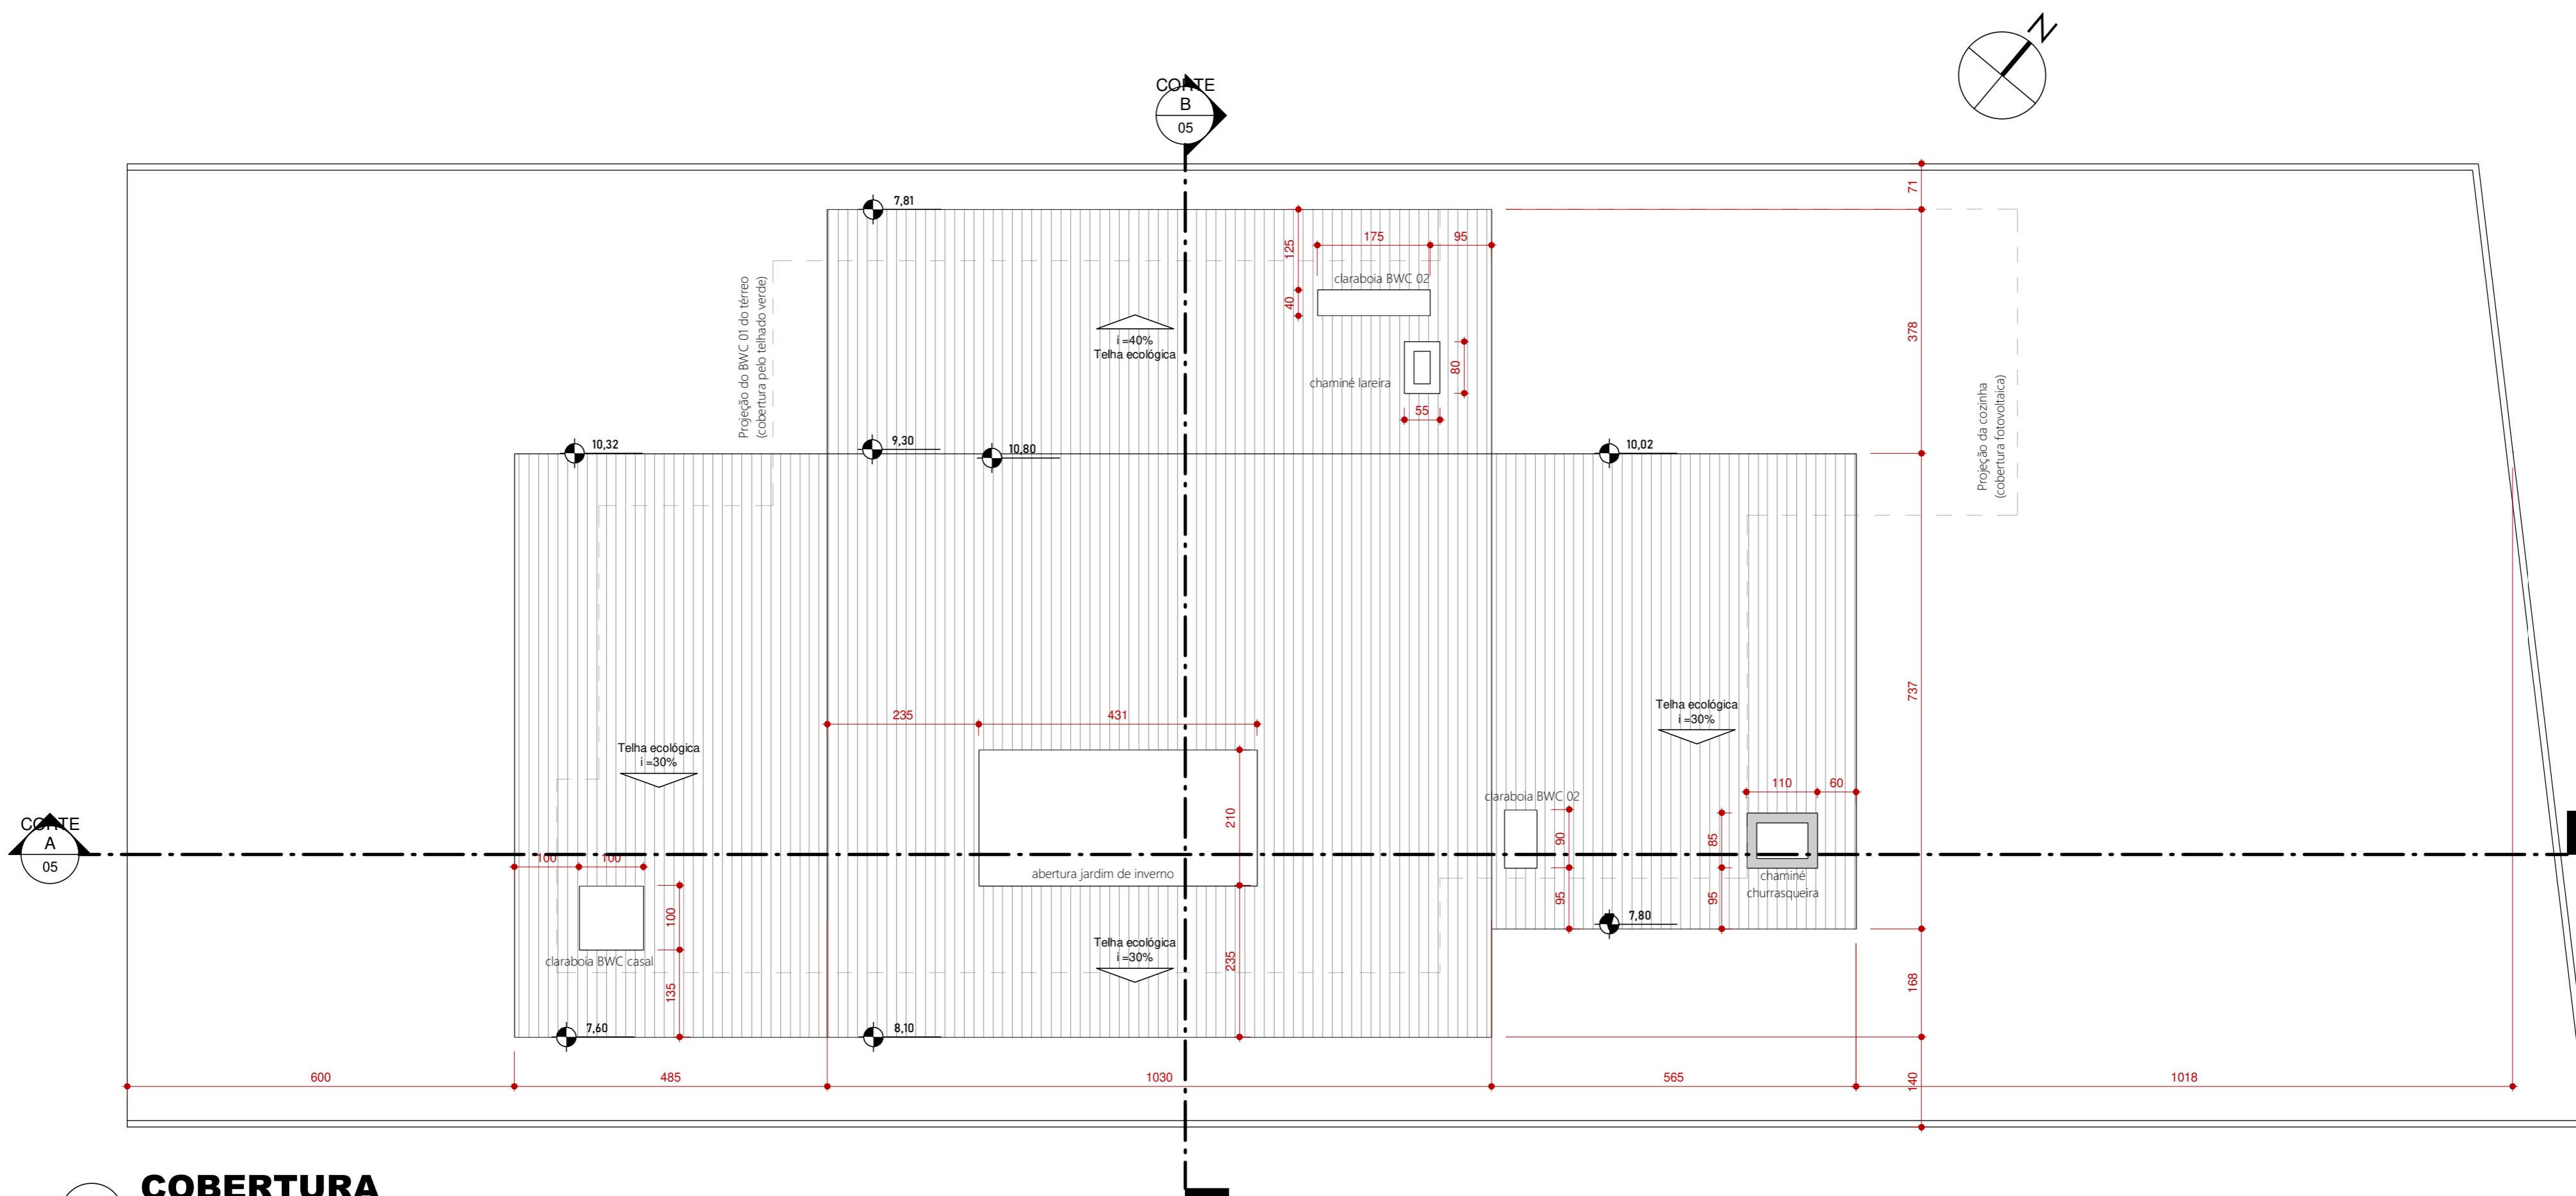 N
CORTE
B
05
71
7,81
125
175
95
Projeção do BWC 01 do térreo
(cobertura pelo telhado verde)
claraboia BWC 02
40
i =40%
Telha ecológica
378
80
chaminé lareira
55
Projeção da cozinha
(cobertura fotovoltaica)
10,32
9,30
10,80
10,02
737
Telha ecológica
i =30%
235
431
Telha ecológica
i =30%
110
60
claraboia BWC 02
210
90
85
CORTE
A
05
100
100
abertura jardim de inverno
chaminé
churrasqueira
100
95
95
7,80
claraboia BWC casal
Telha ecológica
i =30%
235
135
168
7,60
8,10
600
485
1030
565
140
1018
COBERTURA